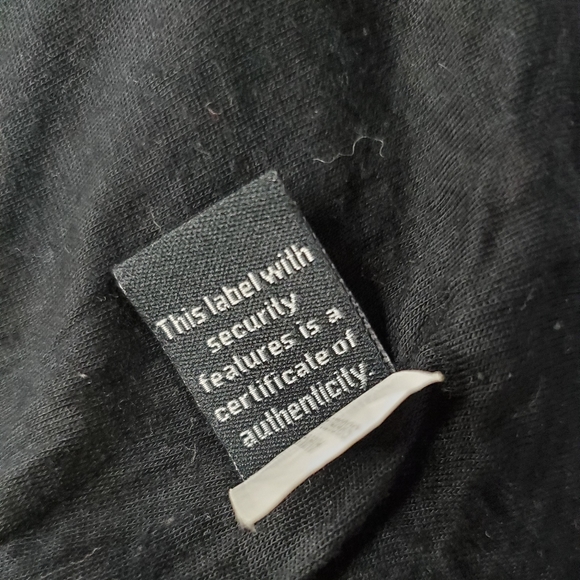 This label with
security
features is a
certificate of
authenticity.